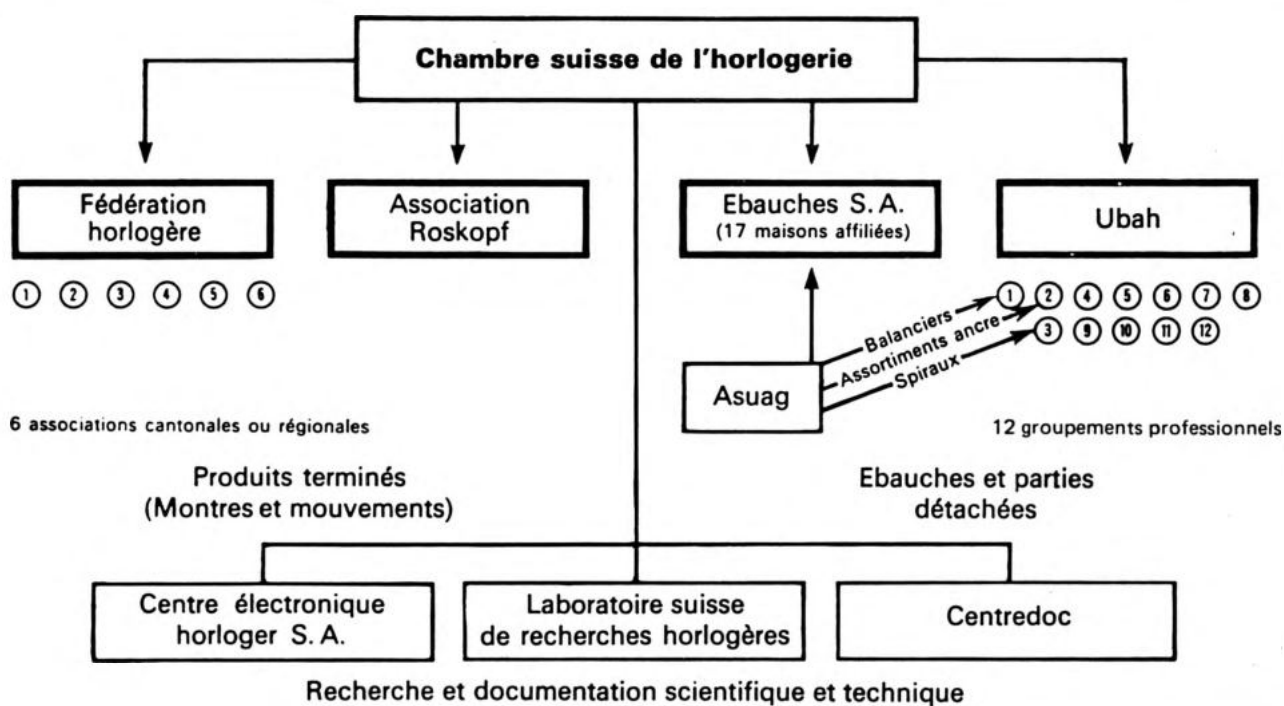 Chambre suisse de l'horlogerie
Fédération
horlogère
Association
Roskopf
Ebauches S. A.
(17 maisons affiliées)
Ubah
1 2 3 4 5 6
1 2 4 5 6 7 8
3 9 10 11 12
Balanciers
Assortiments ancre
Spiraux
Asuag
6 associations cantonales ou régionales
12 groupements professionnels
Produits terminés
(Montres et mouvements)
Ebauches et parties
détachées
Centre électronique
horloger S. A.
Laboratoire suisse
de recherches horlogères
Centredoc
Recherche et documentation scientifique et technique